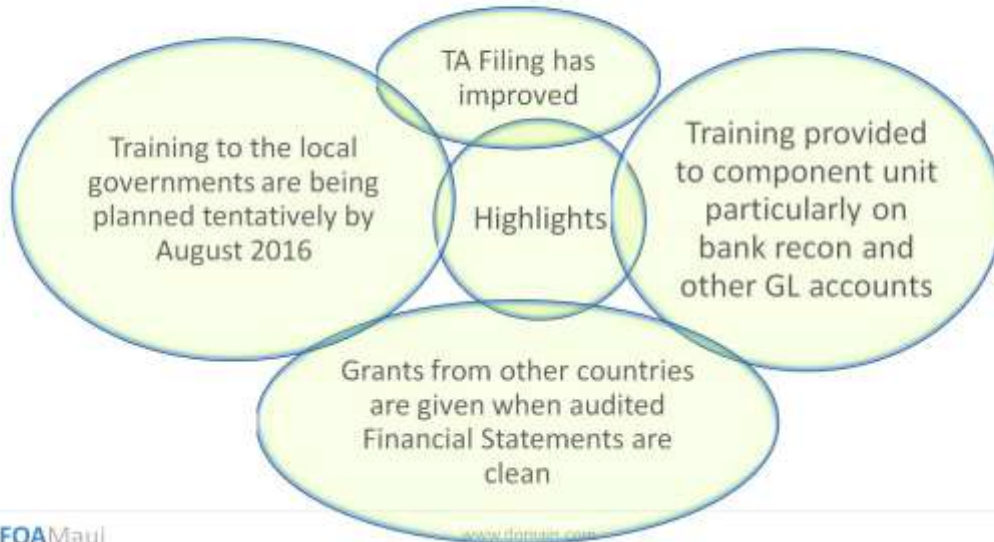 TA Filing has
improved
Training to the local
governments are being
planned tentatively by
August 2016
Highlights
Training provided
to component unit
particularly on
bank recon and
other GL accounts
Grants from other countries
are given when audited
Financial Statements are
clean
FOAMaui